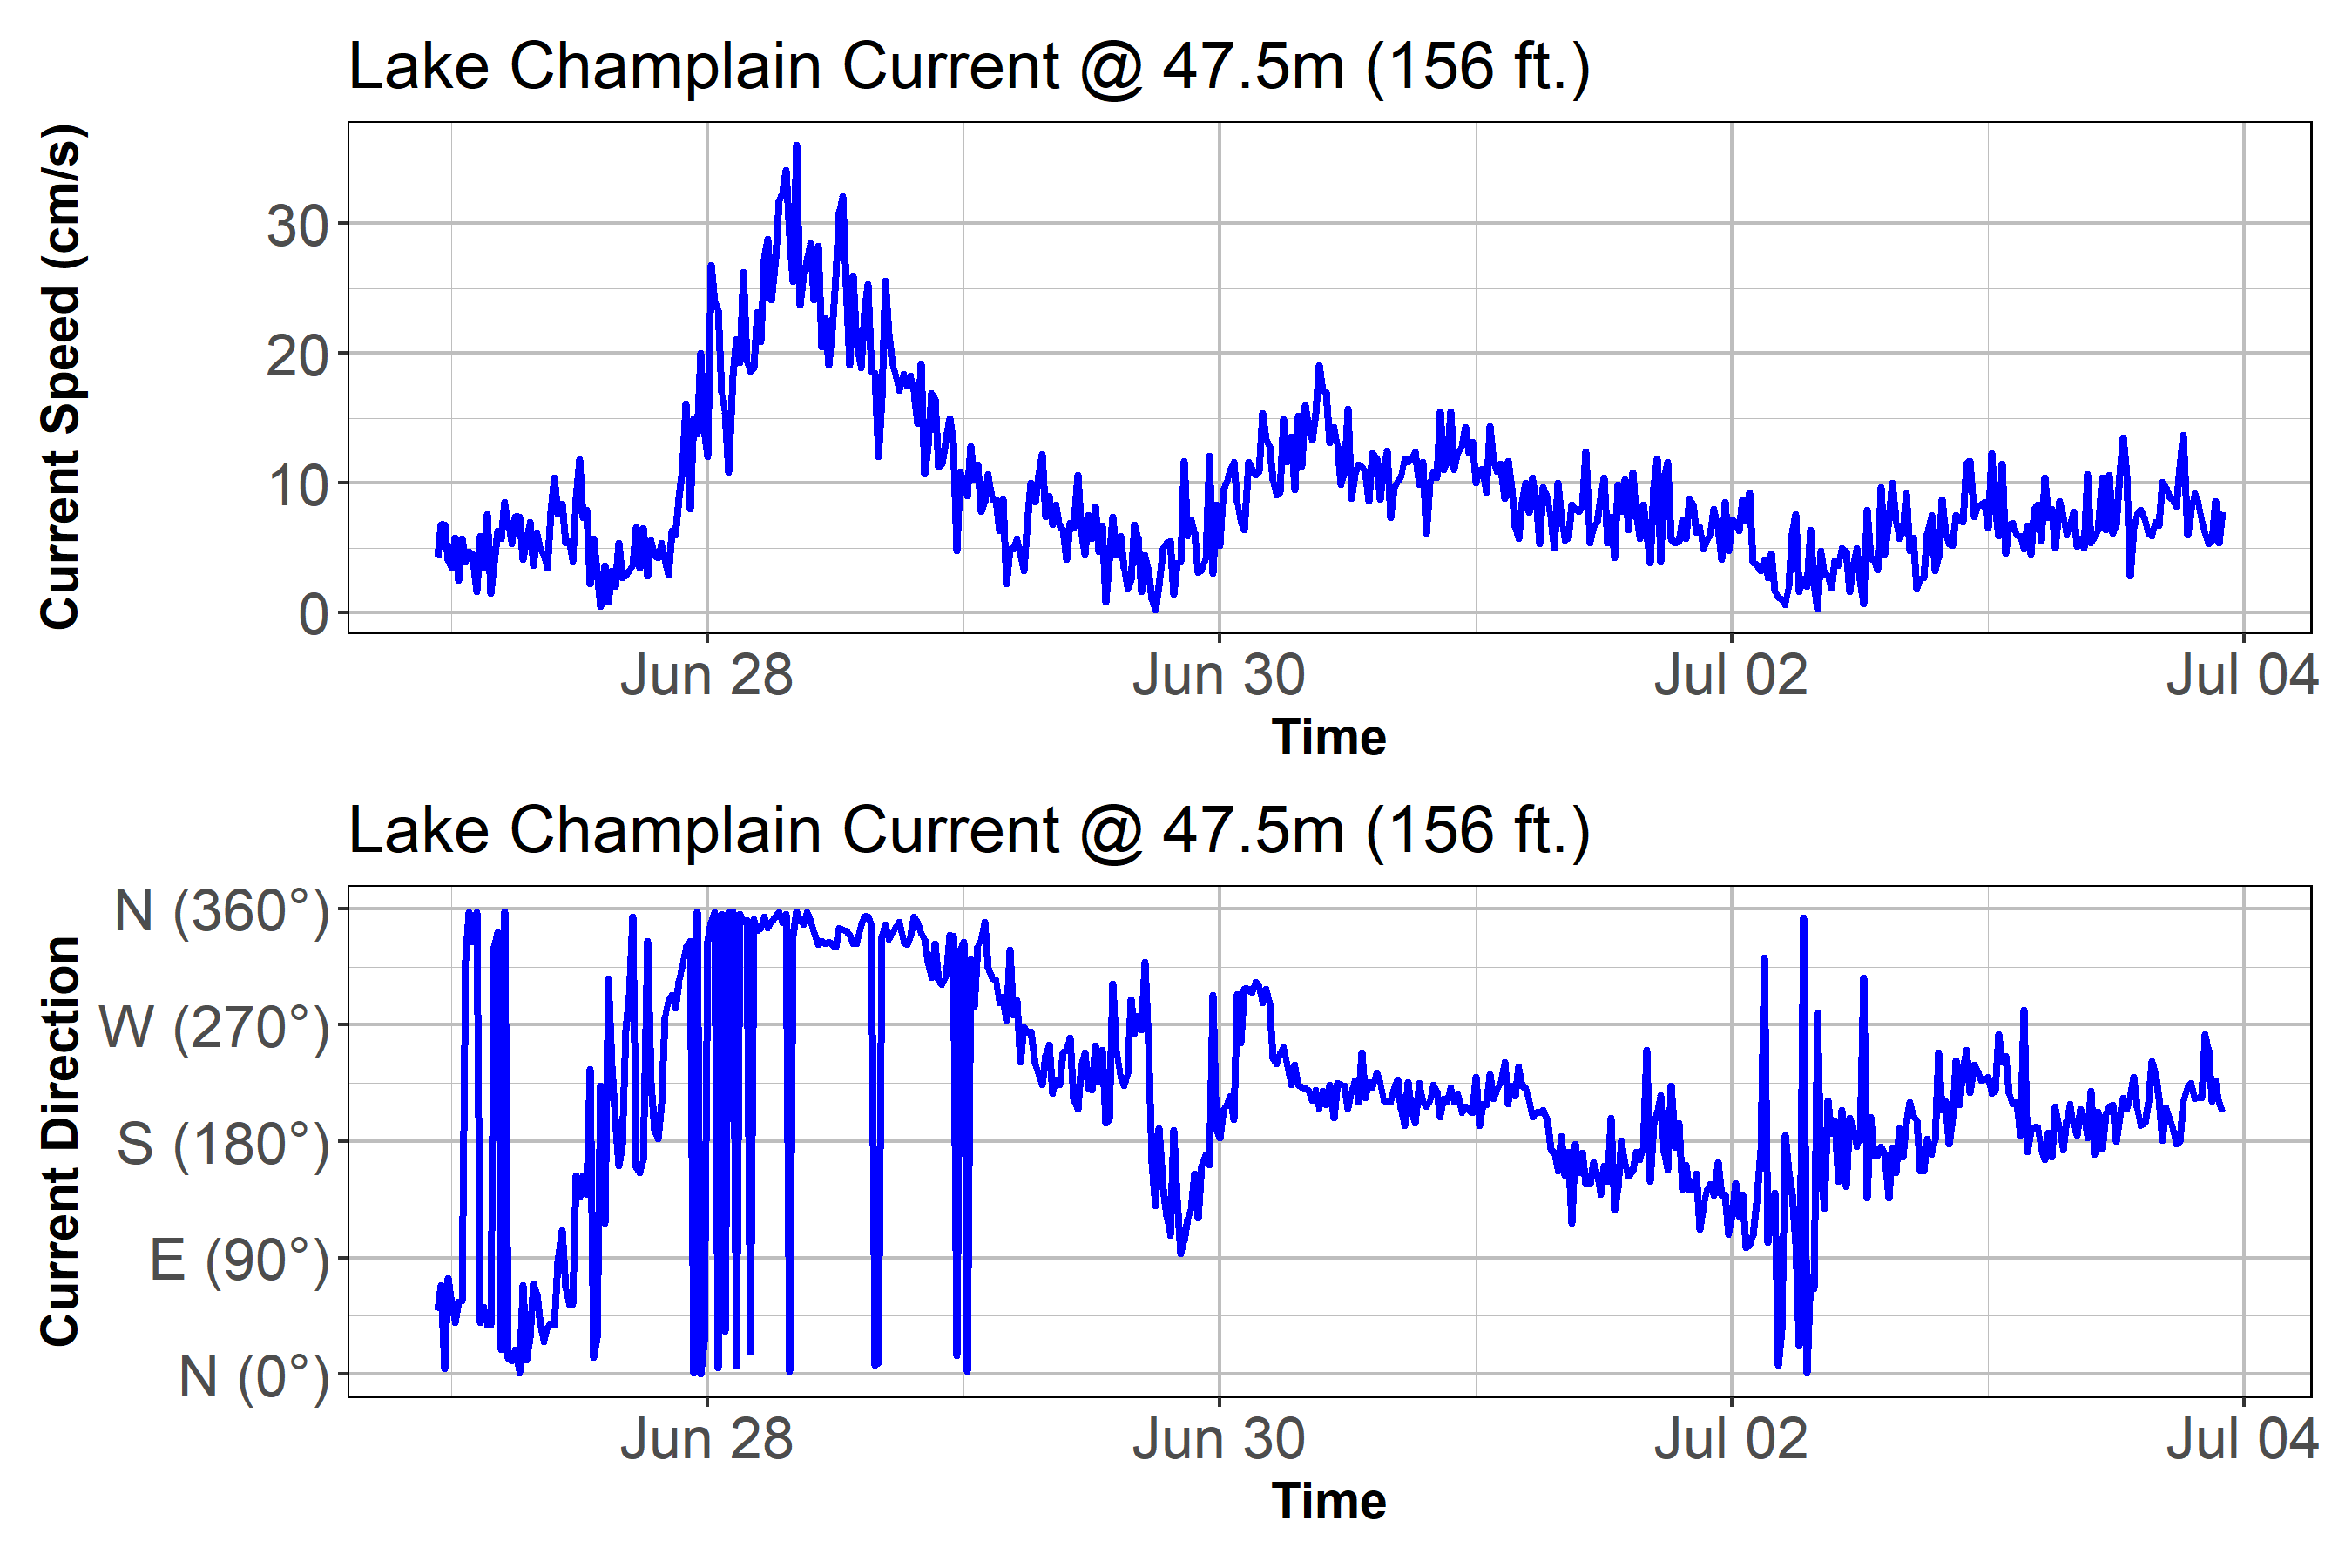 Lake Champlain Current @ 47.5m (156 ft.)
Current Speed (cm/s)
30
20
10
0
Jun 28 Jun 30 Jul 02 Jul 04
Time
Lake Champlain Current @ 47.5m (156 ft.)
Current Direction
N (360°)
W (270°)
S (180°)
E (90°)
N (0°)
Jun 28 Jun 30 Jul 02 Jul 04
Time